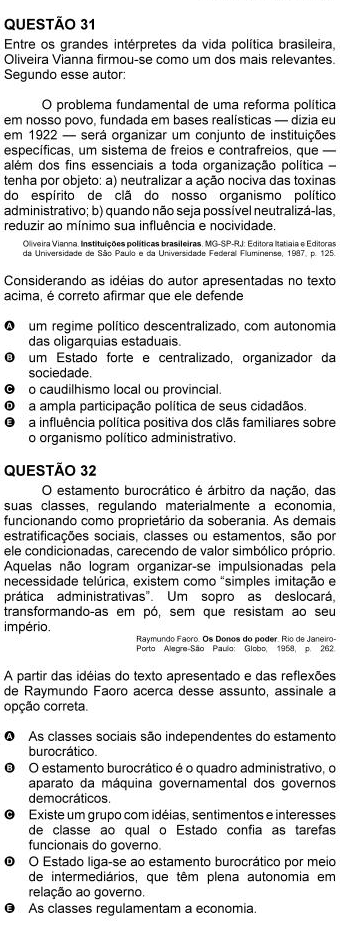 QUESTÃO 31
Entre os grandes intérpretes da vida política brasileira,
Oliveira Vianna firmou-se como um dos mais relevantes.
Segundo esse autor:
O problema fundamental de uma reforma política
em nosso povo, fundada em bases realísticas — dizia eu
em 1922 — será organizar um conjunto de instituições
específicas, um sistema de freios e contrafreios, que —
além dos fins essenciais a toda organização política –
tenha por objeto: a) neutralizar a ação nociva das toxinas
do espírito de clã do nosso organismo político
administrativo; b) quando não seja possível neutralizá-las,
reduzir ao mínimo sua influência e nocividade.
Oliveira Vianna. Instituições políticas brasileiras. MG-SP-RJ: Editora Itatiaia e Editoras
da Universidade de São Paulo e da Universidade Federal Fluminense, 1987, p. 125.
Considerando as idéias do autor apresentadas no texto
acima, é correto afirmar que ele defende
A um regime político descentralizado, com autonomia
das oligarquias estaduais.
B um Estado forte e centralizado, organizador da
sociedade.
C o caudilhismo local ou provincial.
D a ampla participação política de seus cidadãos.
E a influência política positiva dos clãs familiares sobre
o organismo político administrativo.
QUESTÃO 32
O estamento burocrático é árbitro da nação, das
suas classes, regulando materialmente a economia,
funcionando como proprietário da soberania. As demais
estratificações sociais, classes ou estamentos, são por
ele condicionadas, carecendo de valor simbólico próprio.
Aquelas não logram organizar-se impulsionadas pela
necessidade telúrica, existem como “simples imitação e
prática administrativas”. Um sopro as deslocará,
transformando-as em pó, sem que resistam ao seu
império.
Raymundo Faoro. Os Donos do poder. Rio de Janeiro-
Porto Alegre-São Paulo: Globo, 1958, p. 262.
A partir das idéias do texto apresentado e das reflexões
de Raymundo Faoro acerca desse assunto, assinale a
opção correta.
A As classes sociais são independentes do estamento
burocrático.
B O estamento burocrático é o quadro administrativo, o
aparato da máquina governamental dos governos
democráticos.
C Existe um grupo com idéias, sentimentos e interesses
de classe ao qual o Estado confia as tarefas
funcionais do governo.
D O Estado liga-se ao estamento burocrático por meio
de intermediários, que têm plena autonomia em
relação ao governo.
E As classes regulamentam a economia.